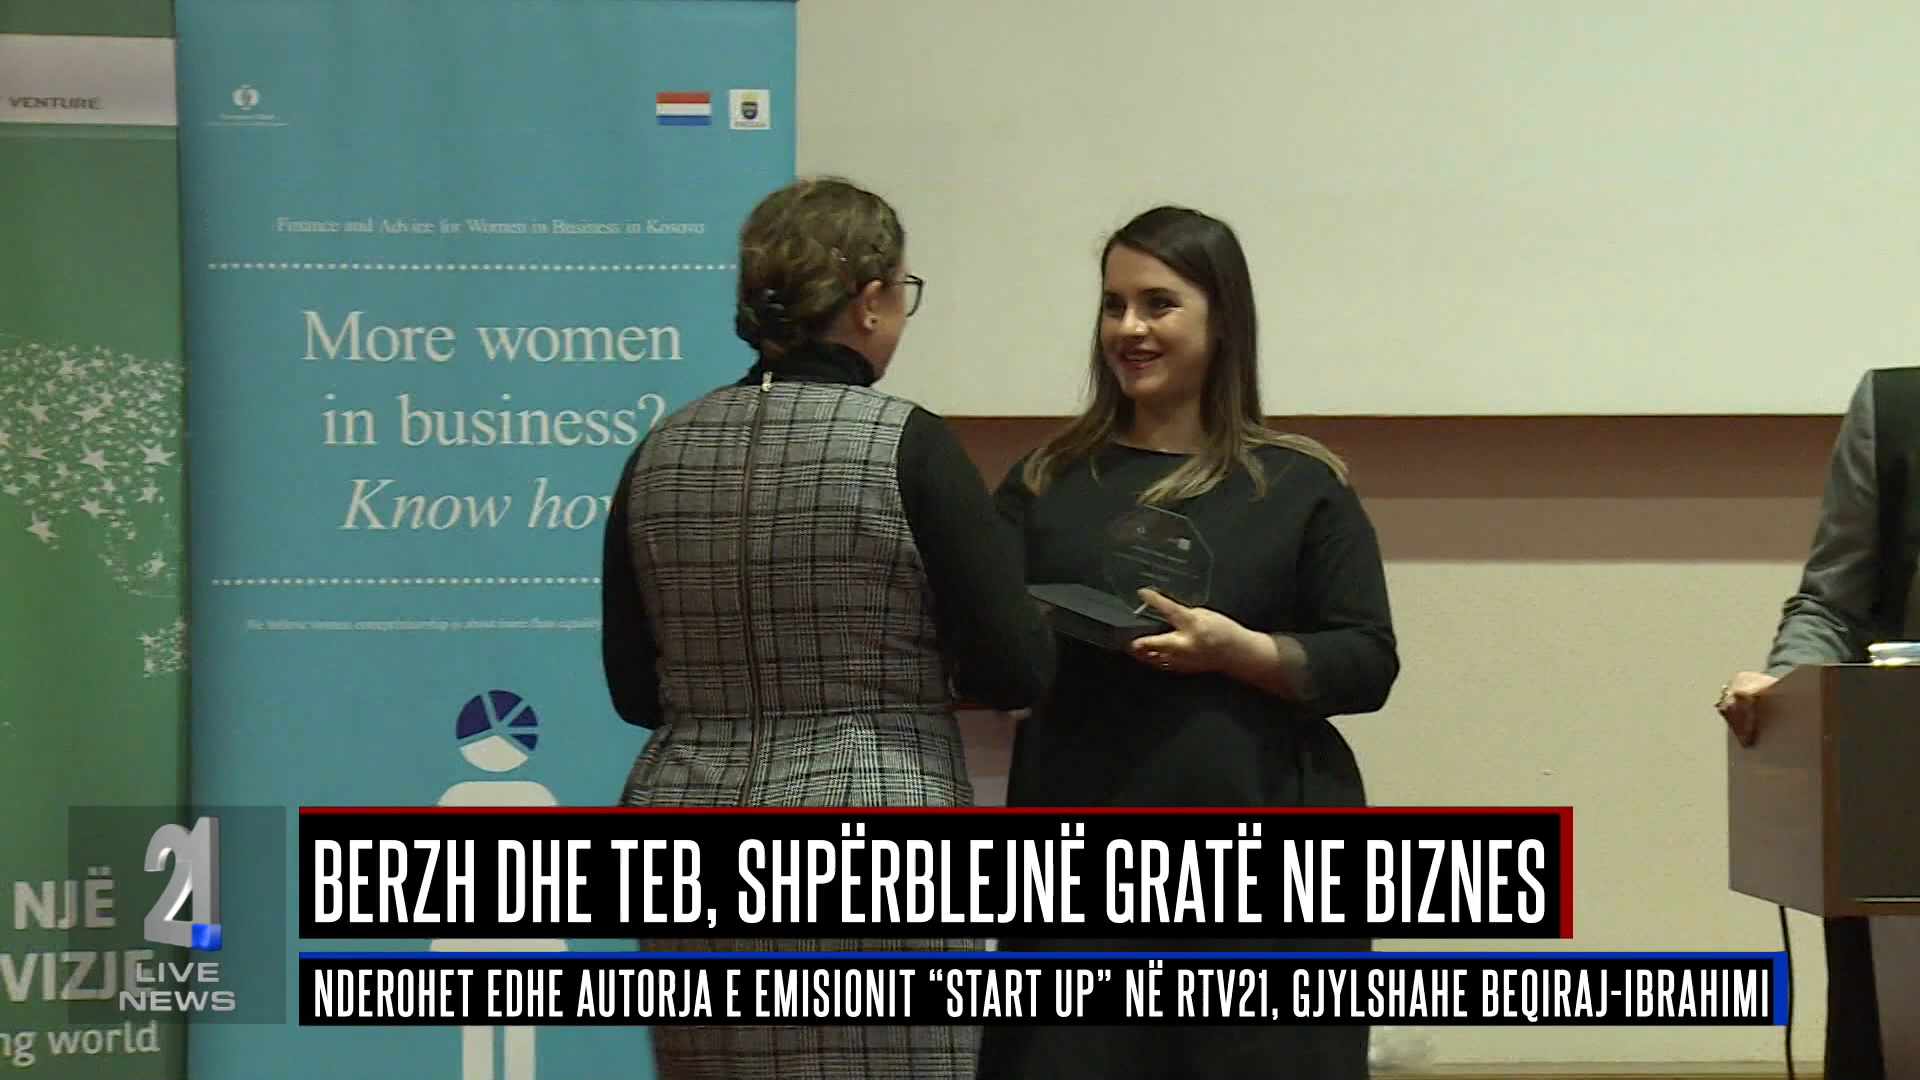 VENTURE
Finance and Advice for Women in Business in Kosovo
More women
in business?
Know how
NJË
VIZJE
ng world
21
LIVE
NEWS
BERZH DHE TEB, SHPËRBLEJNË GRATË NE BIZNES
NDEROHET EDHE AUTORJA E EMISIONIT “START UP” NË RTV21, GJYLSHAHE BEQIRAJ-IBRAHIMI